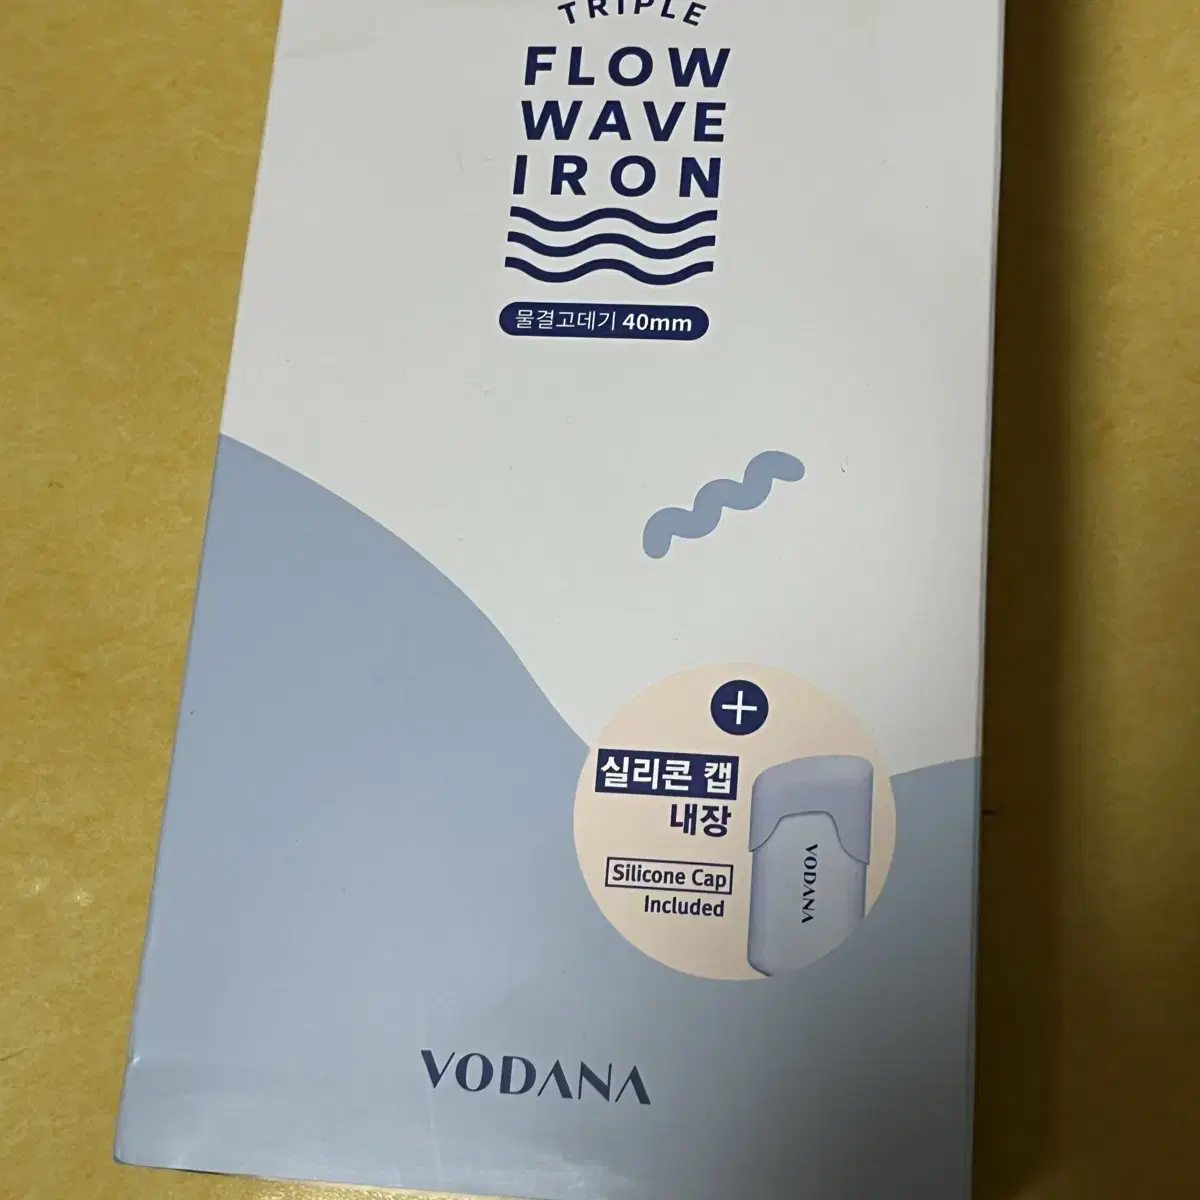 TRIPLE
FLOW
WAVE
IRON
물결고데기 40mm
실리콘 캡
내장
Silicone Cap
Included
VODANA
VODANA